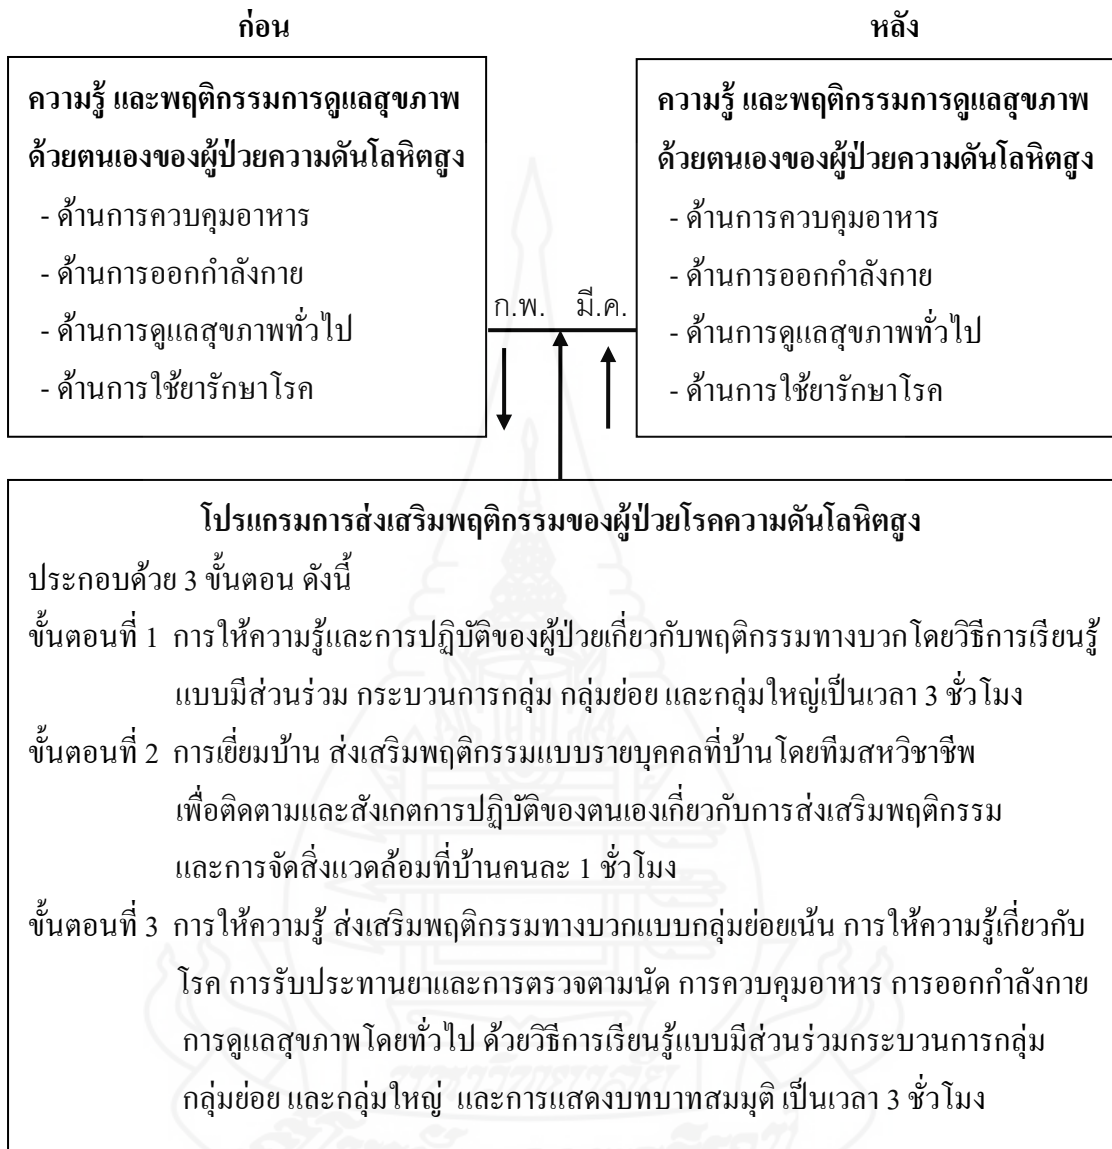 ก่อน
หลัง
ความรู้ และพฤติกรรมการดูแลสุขภาพ
ด้วยตนเองของผู้ป่วยความดันโลหิตสูง
- ด้านการควบคุมอาหาร
- ด้านการออกกำลังกาย
- ด้านการดูแลสุขภาพทั่วไป
- ด้านการใช้ยารักษาโรค
ก.พ.
มี.ค.
ความรู้ และพฤติกรรมการดูแลสุขภาพ
ด้วยตนเองของผู้ป่วยความดันโลหิตสูง
- ด้านการควบคุมอาหาร
- ด้านการออกกำลังกาย
- ด้านการดูแลสุขภาพทั่วไป
- ด้านการใช้ยารักษาโรค
โปรแกรมการส่งเสริมพฤติกรรมของผู้ป่วยโรคความดันโลหิตสูง
ประกอบด้วย 3 ขั้นตอน ดังนี้
ขั้นตอนที่ 1 การให้ความรู้และการปฏิบัติของผู้ป่วยเกี่ยวกับพฤติกรรมทางบวกโดยวิธีการเรียนรู้
แบบมีส่วนร่วม กระบวนการกลุ่ม กลุ่มย่อย และกลุ่มใหญ่เป็นเวลา 3 ชั่วโมง
ขั้นตอนที่ 2 การเยี่ยมบ้าน ส่งเสริมพฤติกรรมแบบรายบุคคลที่บ้านโดยทีมสหวิชาชีพ
เพื่อติดตามและสังเกตการปฏิบัติของตนเองเกี่ยวกับการส่งเสริมพฤติกรรม
และการจัดสิ่งแวดล้อมที่บ้านคนละ 1 ชั่วโมง
ขั้นตอนที่ 3 การให้ความรู้ ส่งเสริมพฤติกรรมทางบวกแบบกลุ่มย่อยเน้น การให้ความรู้เกี่ยวกับ
โรค การรับประทานยาและการตรวจตามนัด การควบคุมอาหาร การออกกำลังกาย
การดูแลสุขภาพโดยทั่วไป ด้วยวิธีการเรียนรู้แบบมีส่วนร่วมกระบวนการกลุ่ม
กลุ่มย่อย และกลุ่มใหญ่ และการแสดงบทบาทสมมุติ เป็นเวลา 3 ชั่วโมง